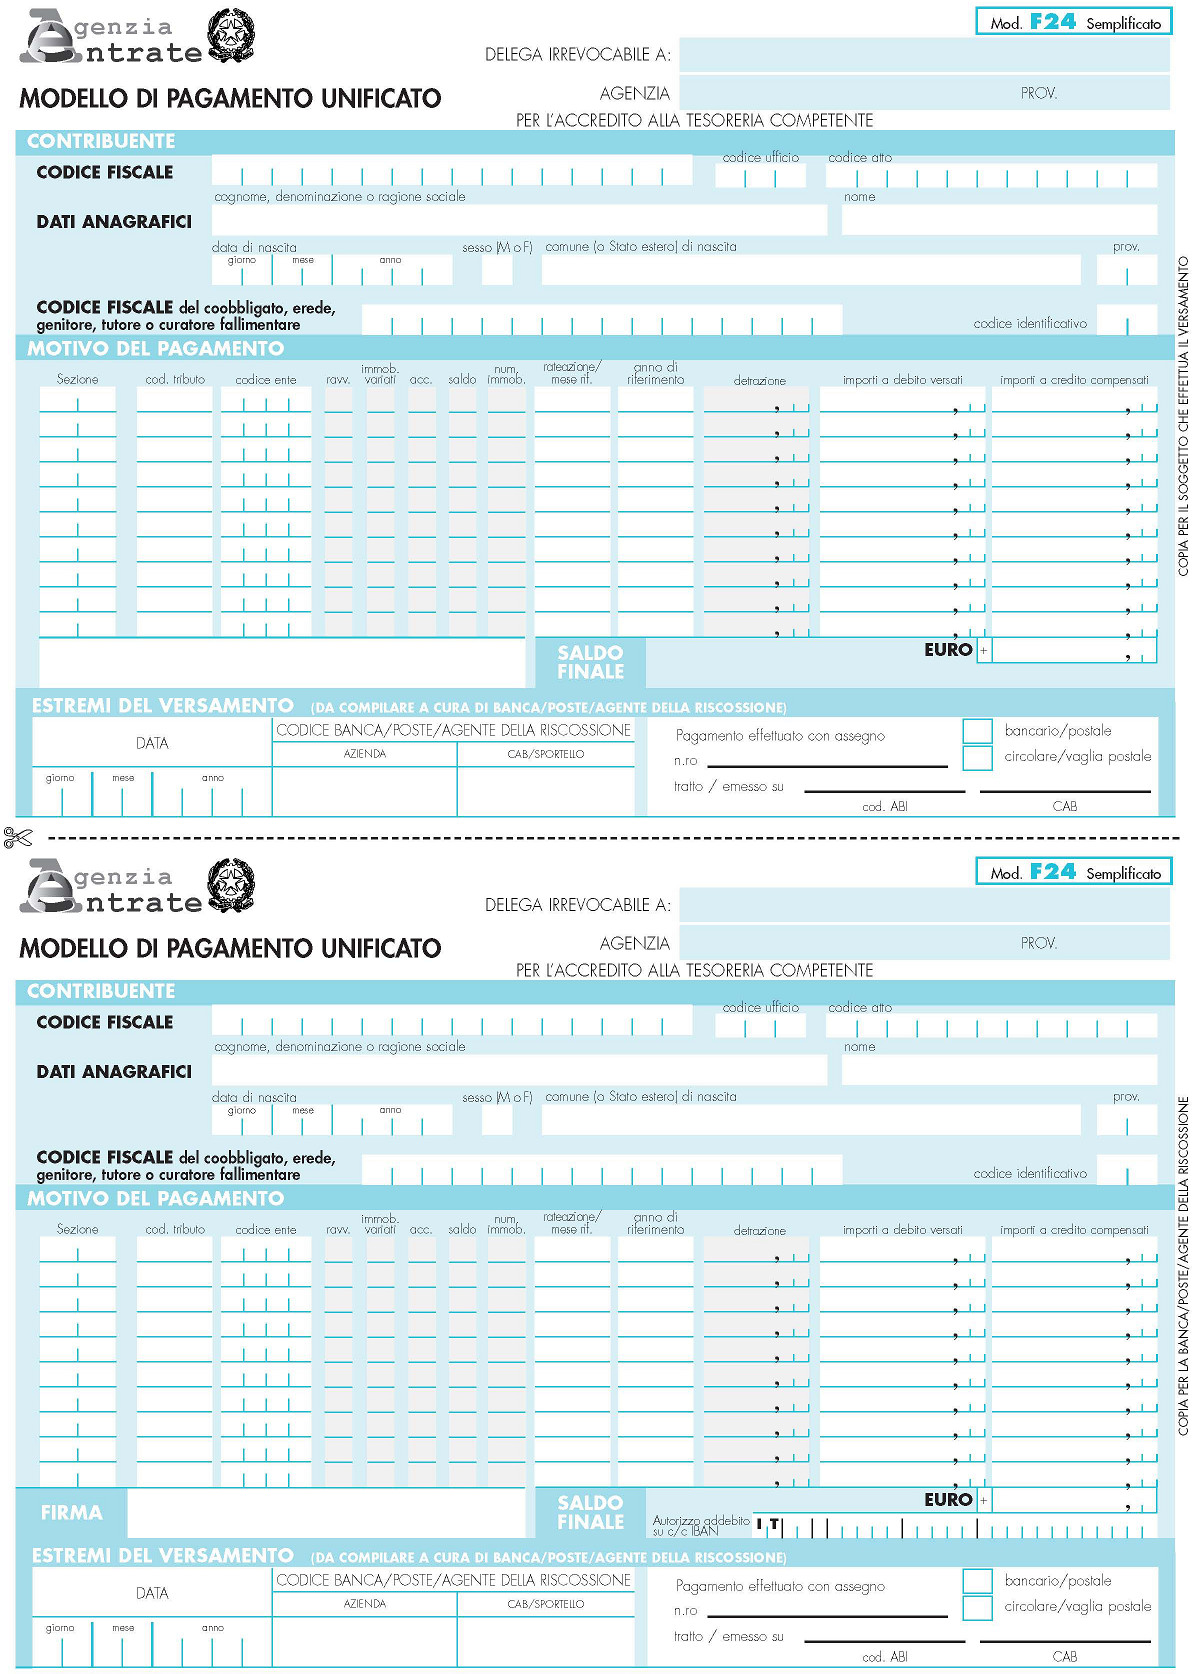 Agenzia
Entrate
Mod. F24 Semplificato
DELEGA IRREVOCABILE A:
MODELLO DI PAGAMENTO UNIFICATO
AGENZIA PROV.
PER L'ACCREDITO ALLA TESORERIA COMPETENTE
CONTRIBUENTE
codice ufficio codice atto
CODICE FISCALE
cognome, denominazione o ragione sociale nome
DATI ANAGRAFICI
data di nascita sesso (M o F) comune (o Stato estero) di nascita prov.
giorno mese anno
CODICE FISCALE del coobbligato, erede,
genitore, tutore o curatore fallimentare codice identificativo
MOTIVO DEL PAGAMENTO
Sezione cod. tributo codice ente ravv. immob. variati acc. saldo num. immob. rateazione/ mese rif. anno di riferimento detrazione importi a debito versati importi a credito compensati
SALDO FINALE EURO +
ESTREMI DEL VERSAMENTO (DA COMPILARE A CURA DI BANCA/POSTE/AGENTE DELLA RISCOSSIONE)
DATA CODICE BANCA/POSTE/AGENTE DELLA RISCOSSIONE
AZIENDA CAB/SPORTELLO
giorno mese anno
Pagamento effettuato con assegno bancario/postale
n.ro circolare/vaglia postale
tratto / emesso su
cod. ABI CAB
COPIA PER IL SOGGETTO CHE EFFETTUA IL VERSAMENTO
Agenzia
Entrate
Mod. F24 Semplificato
DELEGA IRREVOCABILE A:
MODELLO DI PAGAMENTO UNIFICATO
AGENZIA PROV.
PER L'ACCREDITO ALLA TESORERIA COMPETENTE
CONTRIBUENTE
codice ufficio codice atto
CODICE FISCALE
cognome, denominazione o ragione sociale nome
DATI ANAGRAFICI
data di nascita sesso (M o F) comune (o Stato estero) di nascita prov.
giorno mese anno
CODICE FISCALE del coobbligato, erede,
genitore, tutore o curatore fallimentare codice identificativo
MOTIVO DEL PAGAMENTO
Sezione cod. tributo codice ente ravv. immob. variati acc. saldo num. immob. rateazione/ mese rif. anno di riferimento detrazione importi a debito versati importi a credito compensati
FIRMA SALDO FINALE EURO +
Autorizzo addebito su c/c IBAN I T
ESTREMI DEL VERSAMENTO (DA COMPILARE A CURA DI BANCA/POSTE/AGENTE DELLA RISCOSSIONE)
DATA CODICE BANCA/POSTE/AGENTE DELLA RISCOSSIONE
AZIENDA CAB/SPORTELLO
giorno mese anno
Pagamento effettuato con assegno bancario/postale
n.ro circolare/vaglia postale
tratto / emesso su
cod. ABI CAB
COPIA PER LA BANCA/POSTE/AGENTE DELLA RISCOSSIONE